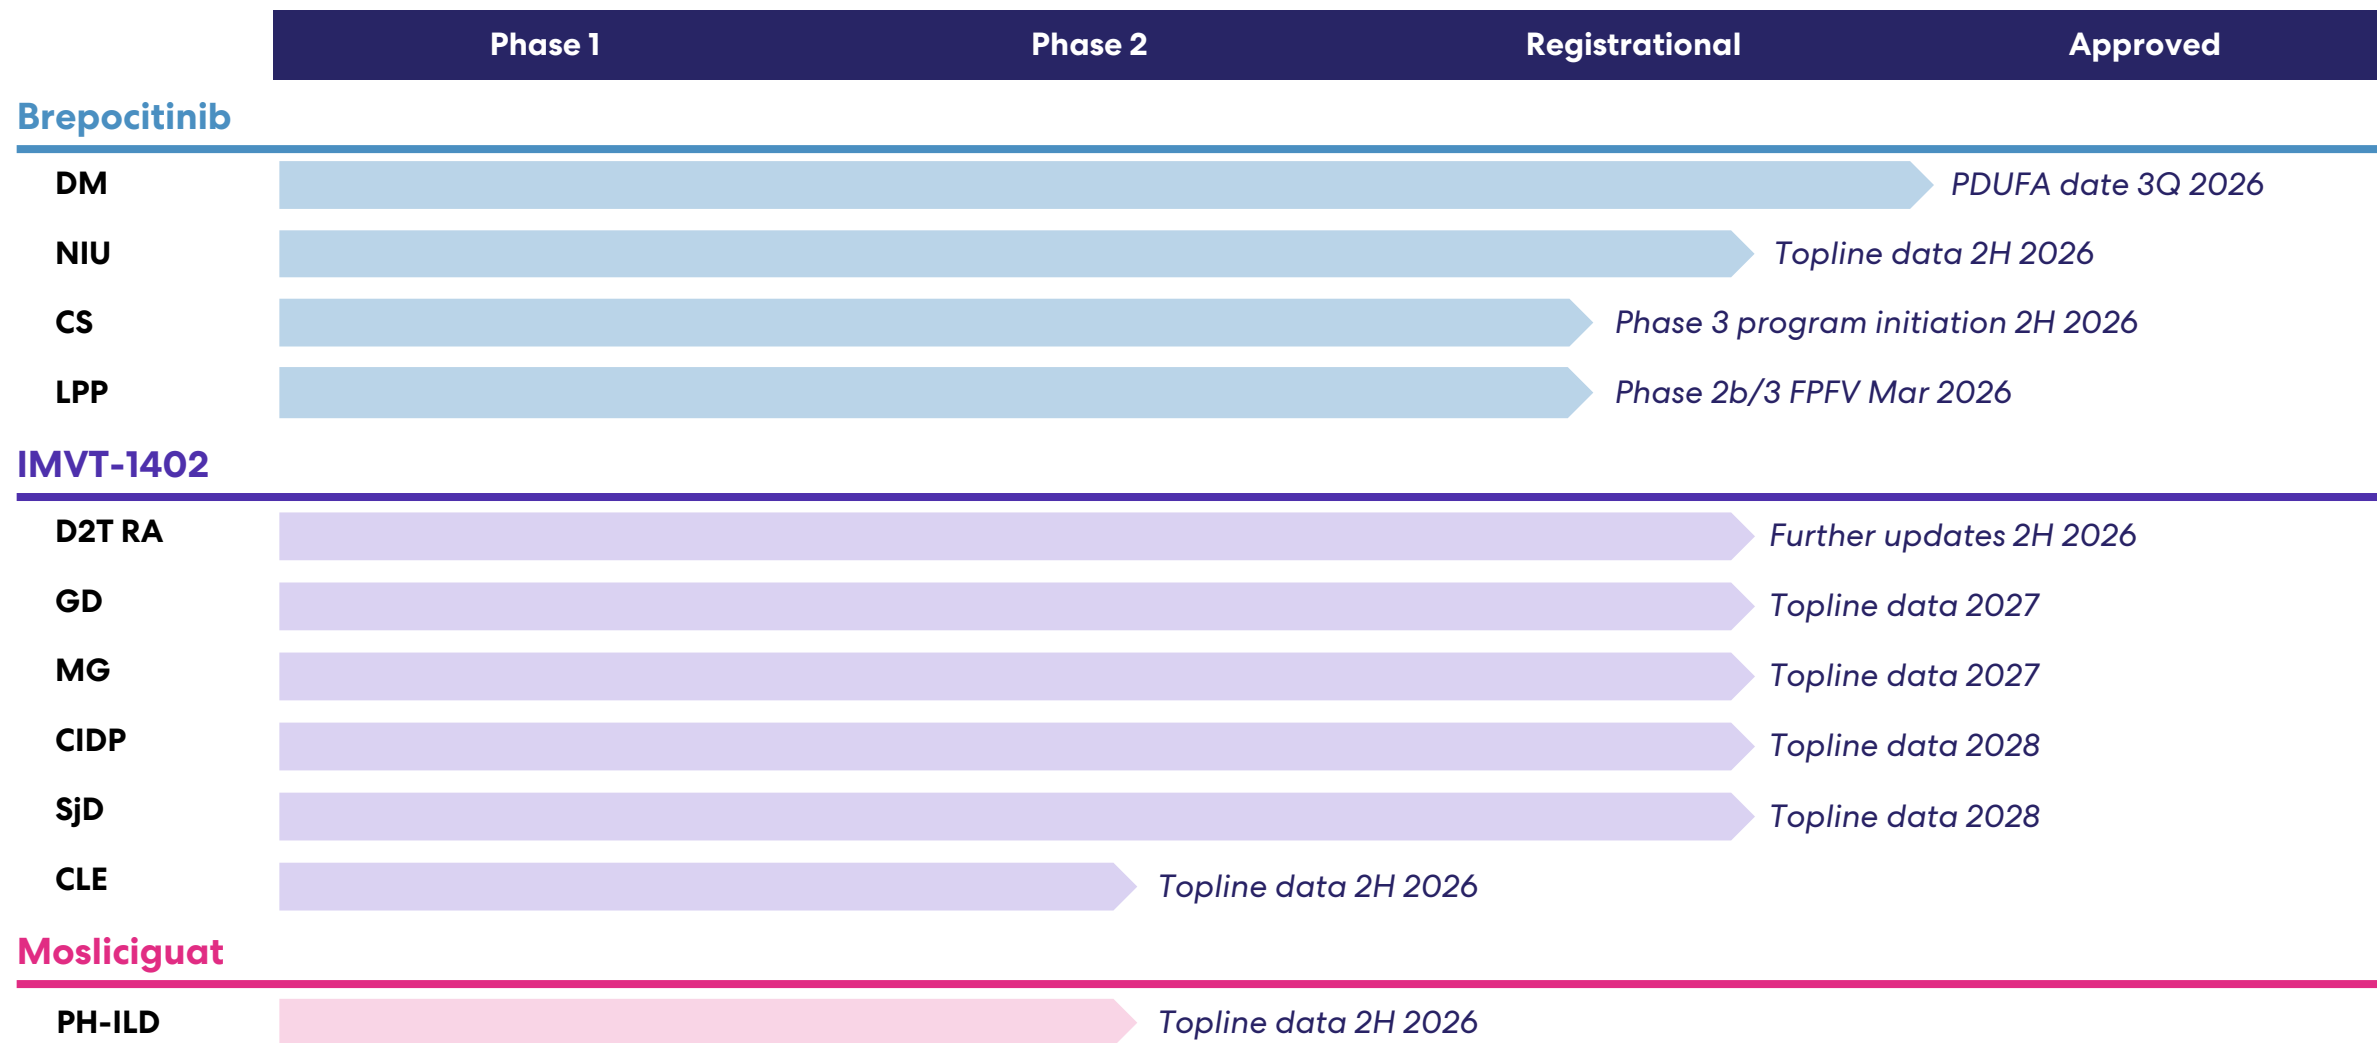 Phase 1 Phase 2 Registrational Approved
Brepocitinib
DM PDUFA date 3Q 2026
NIU Topline data 2H 2026
CS Phase 3 program initiation 2H 2026
LPP Phase 2b/3 FPFV Mar 2026
IMVT-1402
D2T RA Further updates 2H 2026
GD Topline data 2027
MG Topline data 2027
CIDP Topline data 2028
SjD Topline data 2028
CLE Topline data 2H 2026
Mosliciguat
PH-ILD Topline data 2H 2026